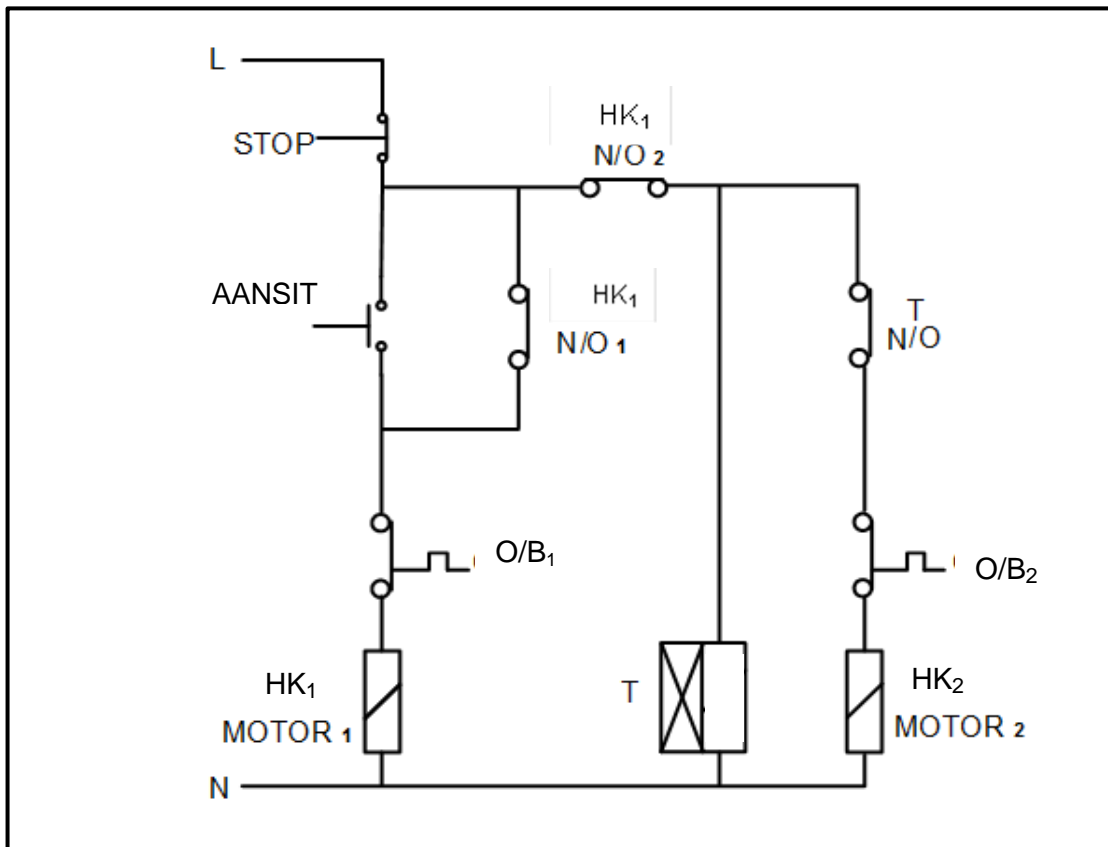 L
HK₁
N/O 2
STOP
AANSIT
HK₁
N/O 1
T
N/O
O/B₁
O/B₂
HK₁
MOTOR 1
T
HK₂
MOTOR 2
N